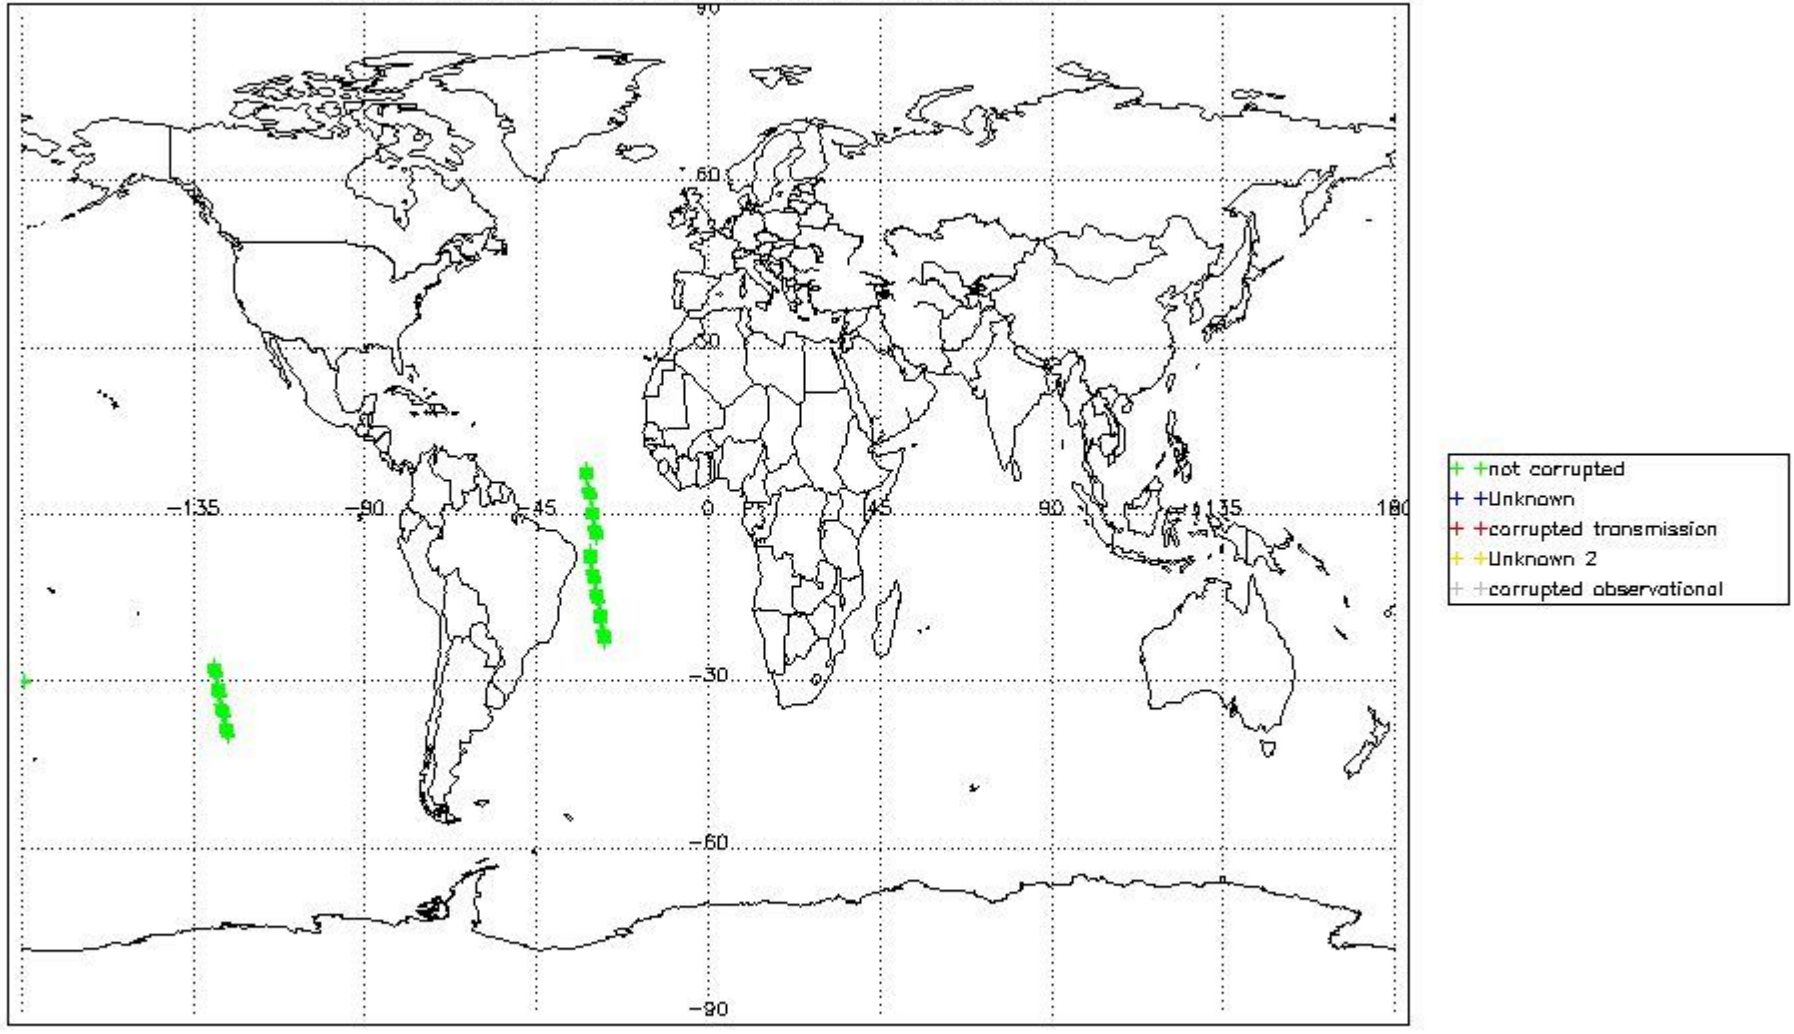 90
60
30
-135
-90
-45
0
45
90
135
180
-30
-60
-90
not corrupted
Unknown
corrupted transmission
Unknown 2
corrupted observational